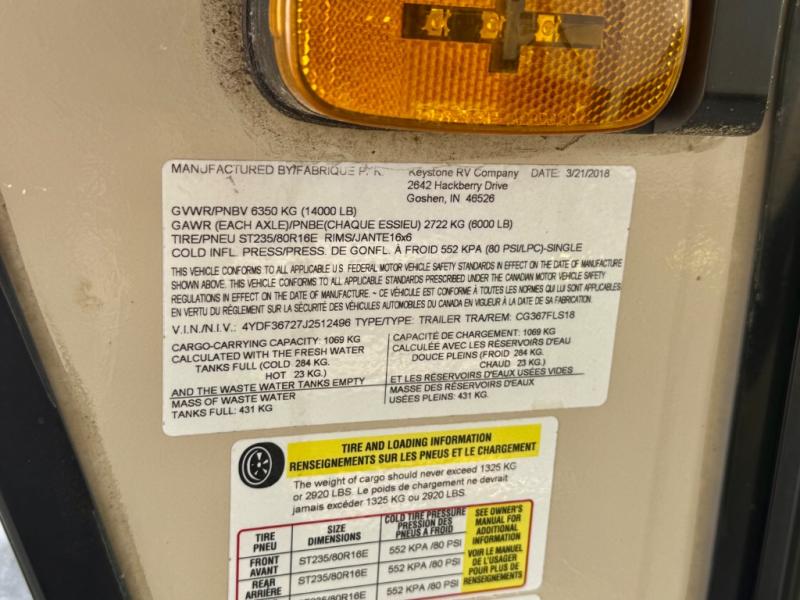 MANUFACTURED BY/FABRIQUE Keystone RV Company DATE: 3/21/2018
2642 Hackberry Drive
Goshen, IN 46526
GVWR/PNBV 6350 KG (14000 LB)
GAWR (EACH AXLE)/PNBE(CHAQUE ESSIEU) 2722 KG (6000 LB)
TIRE/PNEU ST235/80R16E RIMS/JANTE16x6
COLD INFL. PRESS/PRESS. DE GONFL. À FROID 552 KPA (80 PSI/LPC)-SINGLE
THIS VEHICLE CONFORMS TO ALL APPLICABLE U.S. FEDERAL MOTOR VEHICLE SAFETY STANDARDS IN EFFECT ON THE DATE OF MANUFACTURE
SHOWN ABOVE. THIS VEHICLE CONFORMS TO ALL APPLICABLE STANDARDS PRESCRIBED UNDER THE CANADIAN MOTOR VEHICLE SAFETY
REGULATIONS IN EFFECT ON THE DATE OF MANUFACTURE. ~ CE VÉHICULE EST CONFORME À TOUTES LES NORMES QUI LUI SONT APPLICABLES
EN VERTU DU RÈGLEMENT SUR LA SÉCURITÉ DES VÉHICULES AUTOMOBILES DU CANADA EN VIGUEUR À LA DATE DE SA FABRICATION.
V.I.N./N.I.V.: 4YDF36727J2512496 TYPE/TYPE: TRAILER TRA/REM: CG367FLS18
CARGO-CARRYING CAPACITY: 1069 KG
CALCULATED WITH THE FRESH WATER
TANKS FULL (COLD 284 KG.
HOT 23 KG.)
AND THE WASTE WATER TANKS EMPTY
MASS OF WASTE WATER
TANKS FULL: 431 KG
CAPACITÉ DE CHARGEMENT: 1069 KG
CALCULÉE AVEC LES RÉSERVOIRS D'EAU
DOUCE PLEINS (FROID 284 KG.
CHAUD 23 KG.)
ET LES RÉSERVOIRS D'EAUX USÉES VIDES
MASSE DES RÉSERVOIRS D'EAUX
USÉES PLEINS: 431 KG.
TIRE AND LOADING INFORMATION
RENSEIGNEMENTS SUR LES PNEUS ET LE CHARGEMENT
The weight of cargo should never exceed 1325 KG
or 2920 LBS. Le poids de chargement ne devrait
jamais excéder 1325 KG ou 2920 LBS.
TIRE
PNEU
SIZE
DIMENSIONS
COLD TIRE PRESSURE
PRESSION DES
PNEUS A FROID
FRONT
AVANT
ST235/80R16E
552 KPA /80 PSI
REAR
ARRIÈRE
ST235/80R16E
552 KPA /80 PSI
552 KPA /80 PSI
SEE OWNER'S
MANUAL FOR
ADDITIONAL
INFORMATION
VOIR LE MANUEL
DE L'USAGER
POUR PLUS DE
RENSEIGNEMENTS